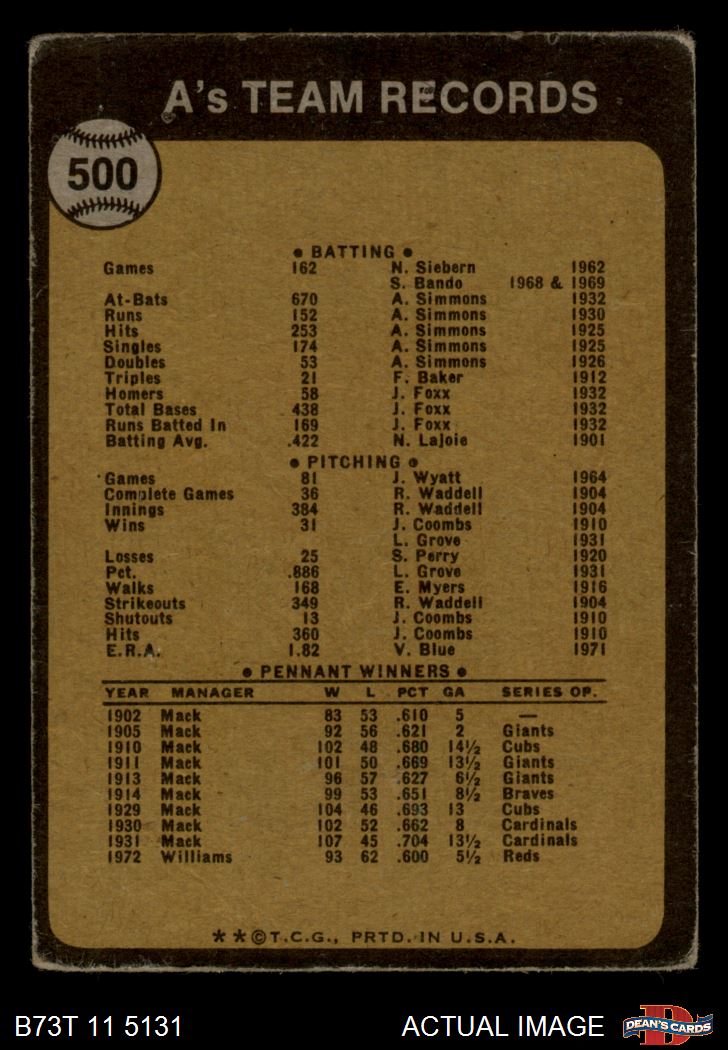 A's TEAM RECORDS
500
● BATTING ●
Games 162 N. Siebern 1962
S. Bando 1968 & 1969
At-Bats 670 A. Simmons 1932
Runs 152 A. Simmons 1930
Hits 253 A. Simmons 1925
Singles 174 A. Simmons 1925
Doubles 53 A. Simmons 1926
Triples 21 F. Baker 1912
Homers 58 J. Foxx 1932
Total Bases 438 J. Foxx 1932
Runs Batted In 169 J. Foxx 1932
Batting Avg. .422 N. Lajoie 1901
● PITCHING ●
Games 81 J. Wyatt 1964
Complete Games 36 R. Waddell 1904
Innings 384 R. Waddell 1904
Wins 31 J. Coombs 1910
L. Grove 1931
Losses 25 S. Perry 1920
Pct. .886 L. Grove 1931
Walks 168 E. Myers 1916
Strikeouts 349 R. Waddell 1904
Shutouts 13 J. Coombs 1910
Hits 360 J. Coombs 1910
E.R.A. 1.82 V. Blue 1971
● PENNANT WINNERS ●
YEAR MANAGER W L PCT GA SERIES OP.
1902 Mack 83 53 .610 5 —
1905 Mack 92 56 .621 2 Giants
1910 Mack 102 48 .680 14½ Cubs
1911 Mack 101 50 .669 13½ Giants
1913 Mack 96 57 .627 6½ Giants
1914 Mack 99 53 .651 8½ Braves
1929 Mack 104 46 .693 13 Cubs
1930 Mack 102 52 .662 8 Cardinals
1931 Mack 107 45 .704 13½ Cardinals
1972 Williams 93 62 .600 5½ Reds
★★©T.C.G., PRTD. IN U.S.A.
B73T 11 5131 ACTUAL IMAGE DEAN'S CARDS